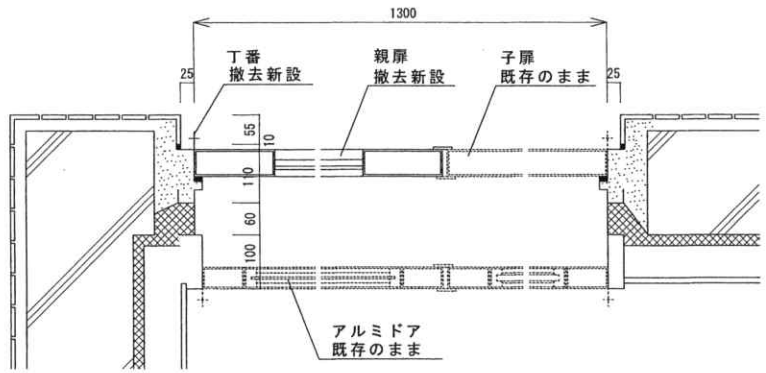 1300
丁番
撤去新設
親扉
撤去新設
子扉
既存のまま
25
25
55
10
110
60
100
アルミドア
既存のまま